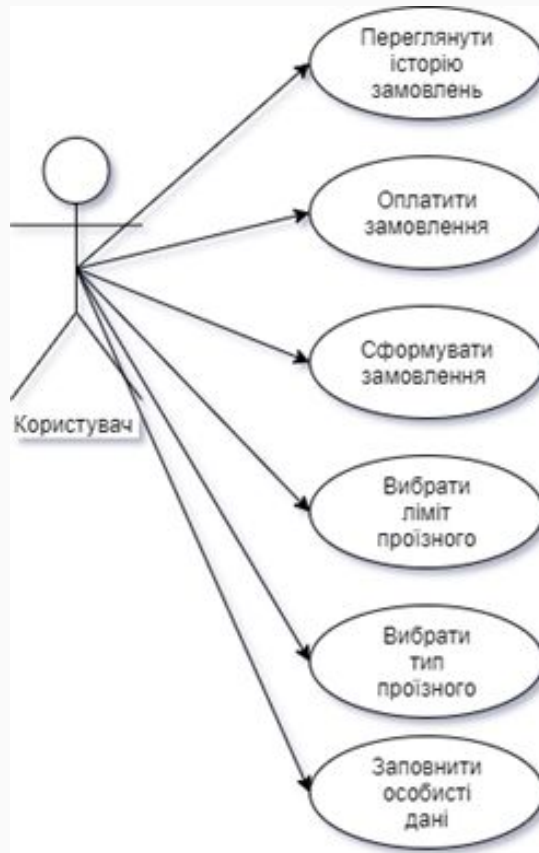 Переглянути
історію
замовлень
Оплатити
замовлення
Сформувати
замовлення
Користувач
Вибрати
ліміт
проїзного
Вибрати
тип
проїзного
Заповнити
особисті
дані